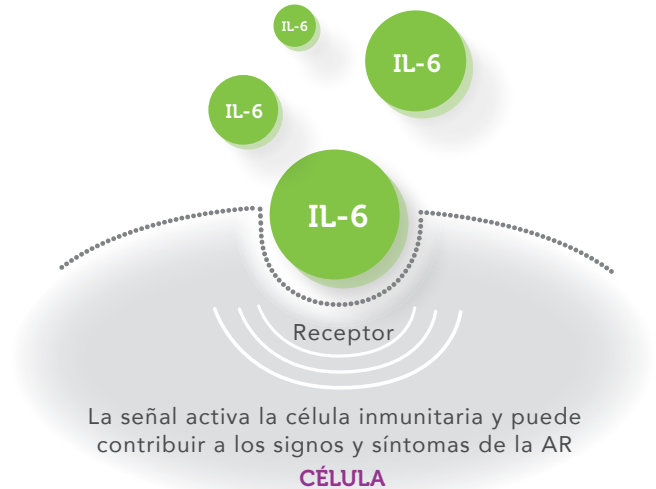 IL-6
IL-6
IL-6
IL-6
Receptor
La señal activa la célula inmunitaria y puede
contribuir a los signos y síntomas de la AR
CÉLULA